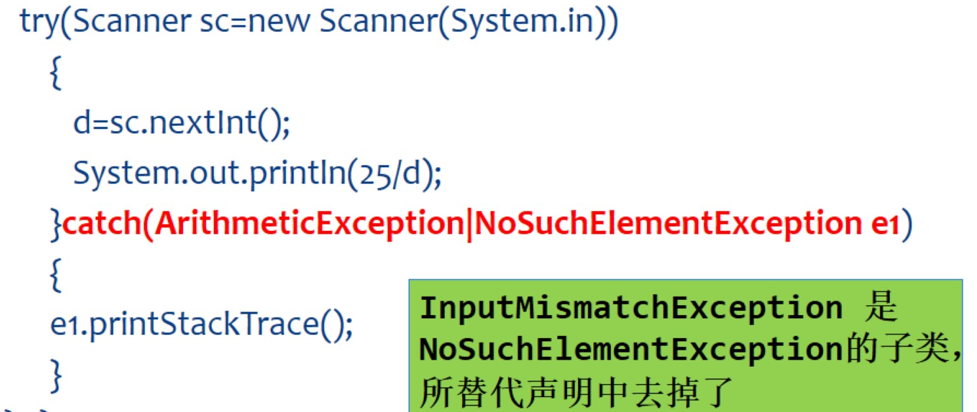 try(Scanner sc=new Scanner(System.in))
{
d=sc.nextInt();
System.out.println(25/d);
}catch(ArithmeticException|NoSuchElementException e1)
{
e1.printStackTrace();
}
InputMismatchException 是
NoSuchElementException的子类，
所替代声明中去掉了